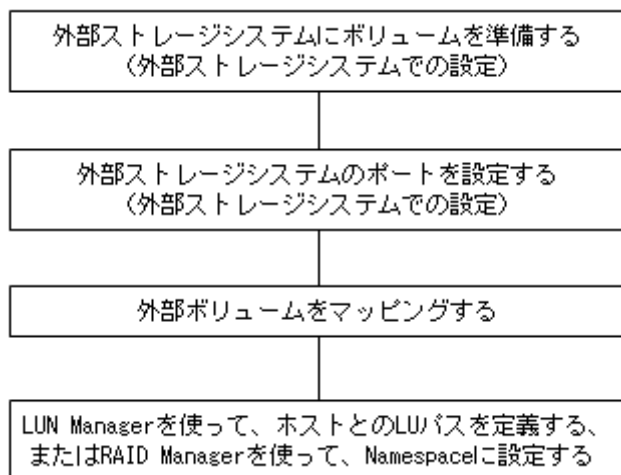 外部ストレージシステムにボリュームを準備する
(外部ストレージシステムでの設定)
外部ストレージシステムのポートを設定する
(外部ストレージシステムでの設定)
外部ボリュームをマッピングする
LUN Managerを使って、ホストとのLUパスを定義する、
またはRAID Managerを使って、Namespaceに設定する